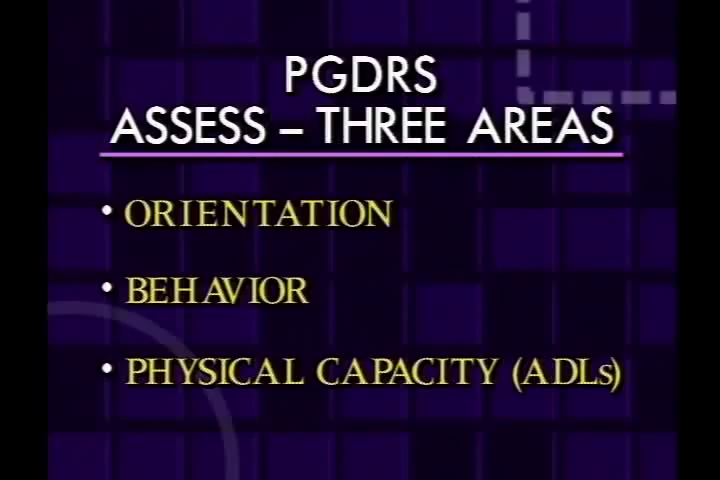 PGDRS
ASSESS – THREE AREAS
• ORIENTATION
• BEHAVIOR
• PHYSICAL CAPACITY (ADLs)